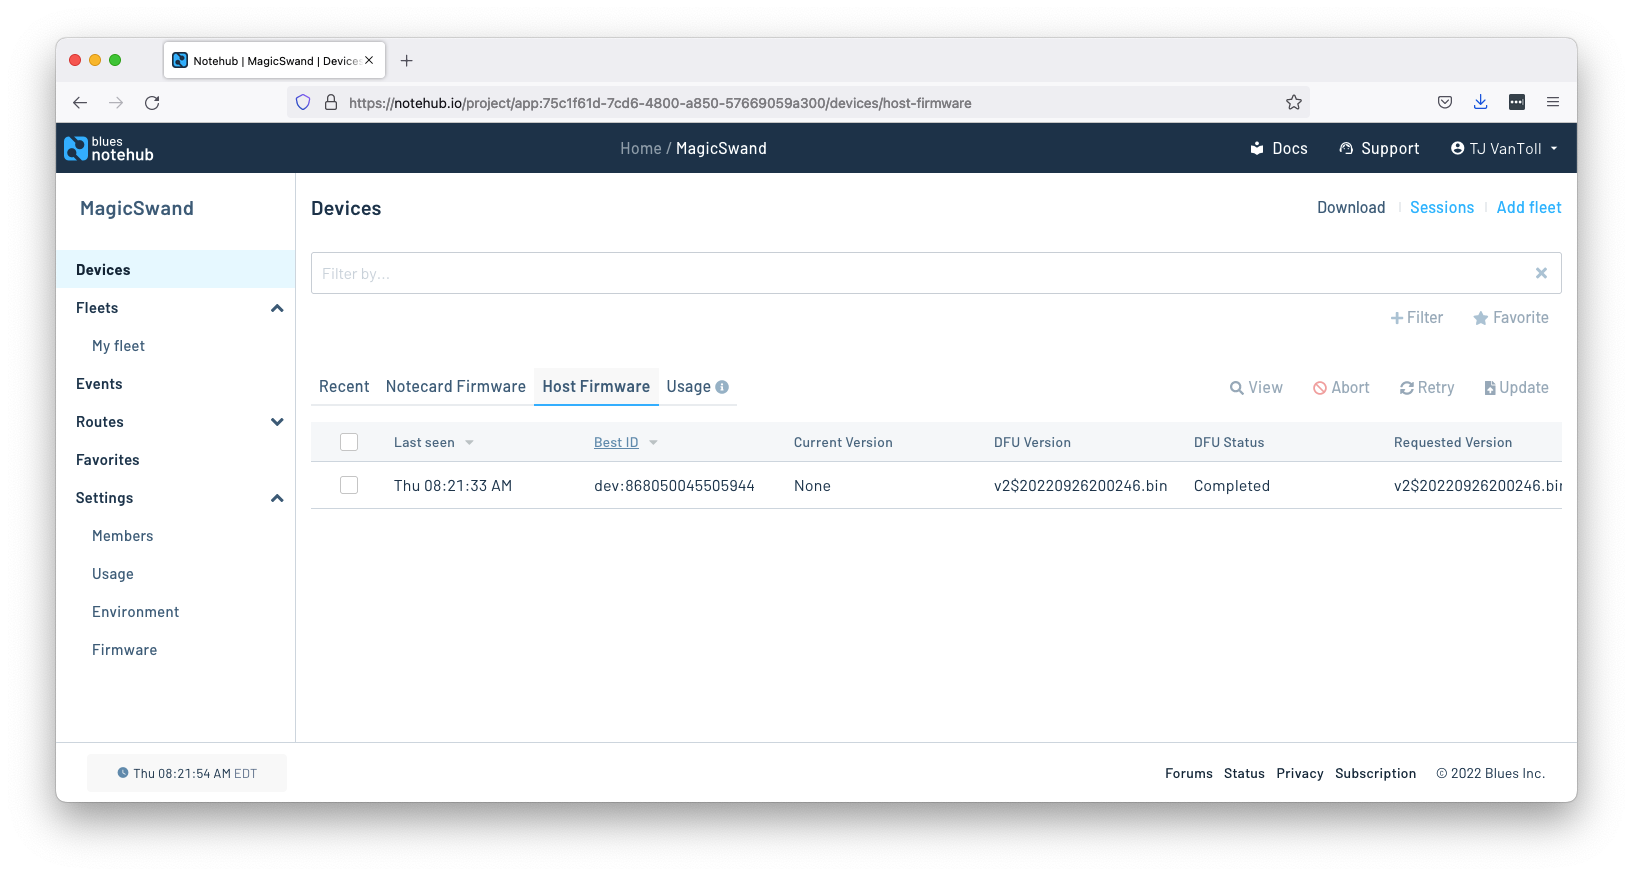 Notehub | MagicSwand | Device
https://notehub.io/project/app:75c1f61d-7cd6-4800-a850-57669059a300/devices/host-firmware
blues
notehub
Home / MagicSwand
Docs
Support
TJ VanToll
MagicSwand
Devices
Fleets
My fleet
Events
Routes
Favorites
Settings
Members
Usage
Environment
Firmware
Devices
Download
Sessions
Add fleet
Filter by...
Filter
Favorite
Recent
Notecard Firmware
Host Firmware
Usage
View
Abort
Retry
Update
Last seen
Best ID
Current Version
DFU Version
DFU Status
Requested Version
Thu 08:21:33 AM
dev:868050045505944
None
v2$20220926200246.bin
Completed
v2$20220926200246.bin
Thu 08:21:54 AM EDT
Forums
Status
Privacy
Subscription
© 2022 Blues Inc.